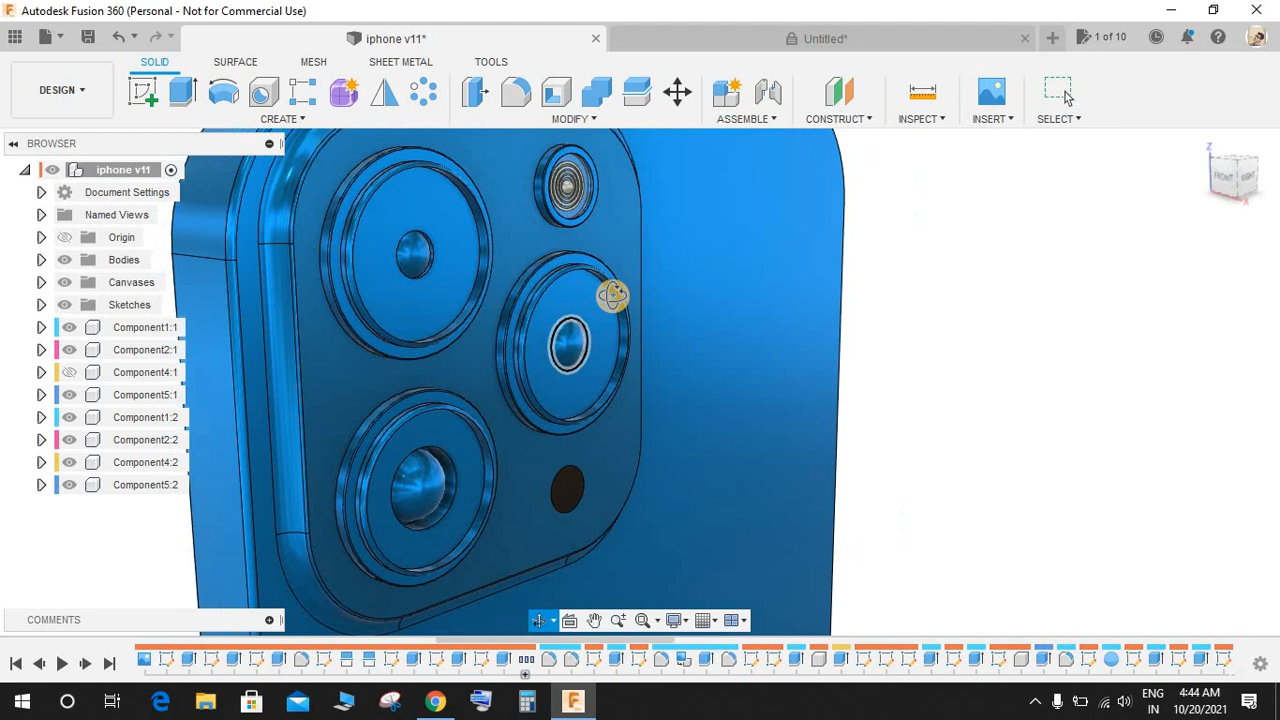 Autodesk Fusion 360 (Personal - Not for Commercial Use)
iphone v11*
Untitled*
1 of 10
DESIGN
SOLID
SURFACE
MESH
SHEET METAL
TOOLS
CREATE
MODIFY
ASSEMBLE
CONSTRUCT
INSPECT
INSERT
SELECT
BROWSER
iphone v11
Document Settings
Named Views
Origin
Bodies
Canvases
Sketches
Component1:1
Component2:1
Component4:1
Component5:1
Component1:2
Component2:2
Component4:2
Component5:2
Z
FRONT
RIGHT
X
COMMENTS
ENG
IN
4:44 AM
10/20/2021